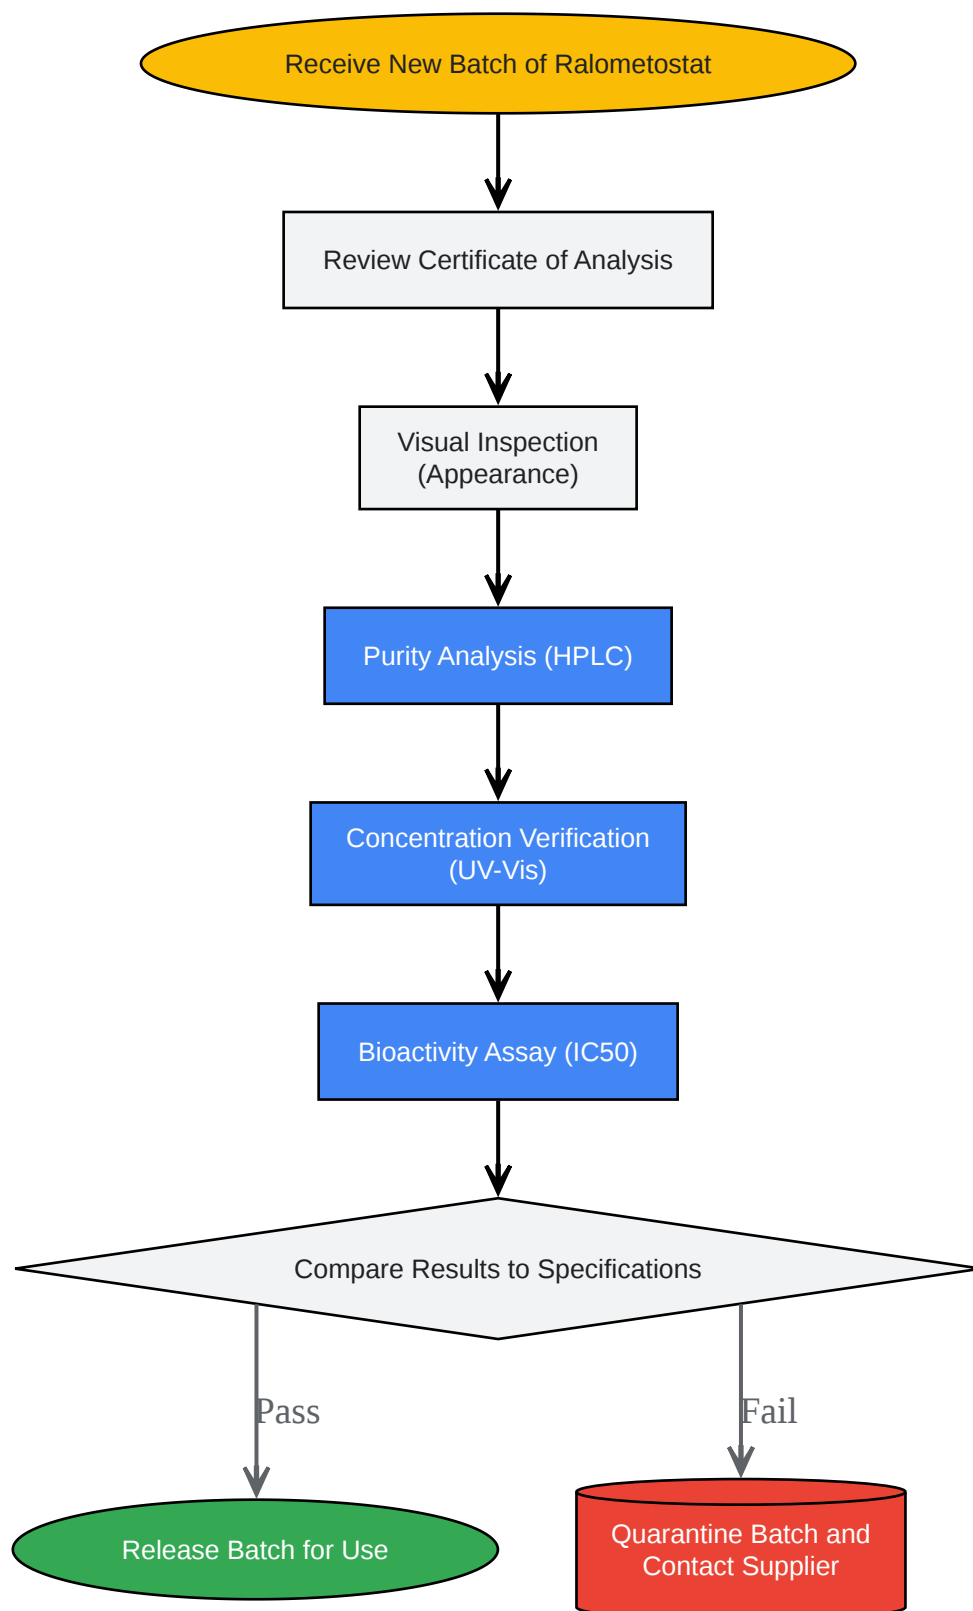 Receive New Batch of Ralometostat
Review Certificate of Analysis
Visual Inspection
(Appearance)
Purity Analysis (HPLC)
Concentration Verification
(UV-Vis)
Bioactivity Assay (IC50)
Compare Results to Specifications
Pass
Fail
Release Batch for Use
Quarantine Batch and
Contact Supplier